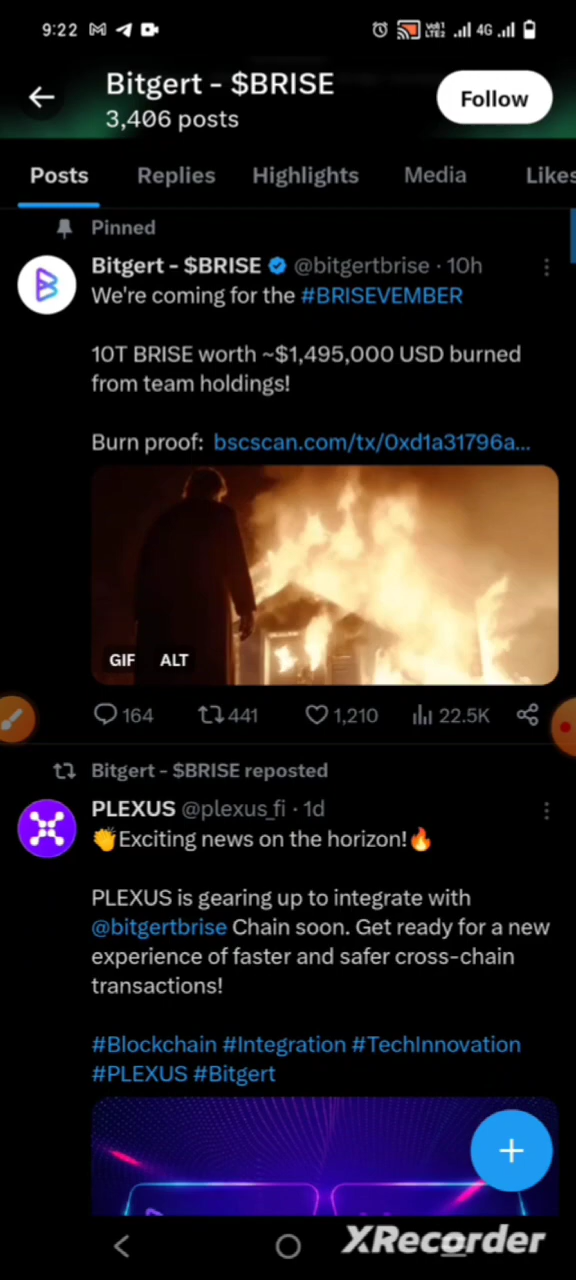 9:22
4G
Bitgert - $BRISE
3,406 posts
Follow
Posts Replies Highlights Media Likes
Pinned
Bitgert - $BRISE @bitgertbrise · 10h
We're coming for the #BRISEVEMBER
10T BRISE worth ~$1,495,000 USD burned
from team holdings!
Burn proof: bscscan.com/tx/0xd1a31796a...
GIF ALT
164 441 1,210 22.5K
Bitgert - $BRISE reposted
PLEXUS @plexus_fi · 1d
👏Exciting news on the horizon!🔥
PLEXUS is gearing up to integrate with
@bitgertbrise Chain soon. Get ready for a new
experience of faster and safer cross-chain
transactions!
#Blockchain #Integration #TechInnovation
#PLEXUS #Bitgert
XRecorder